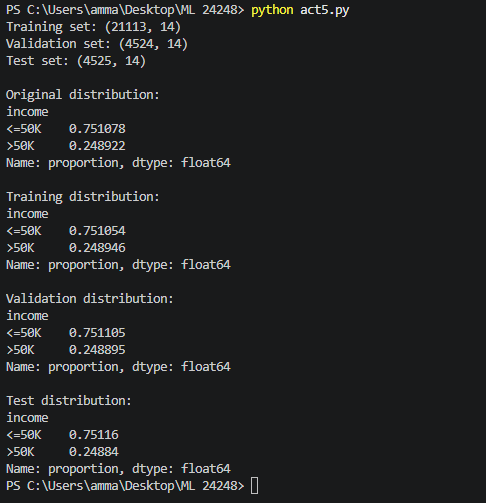 PS C:\Users\amma\Desktop\ML 24248> python act5.py
Training set: (21113, 14)
Validation set: (4524, 14)
Test set: (4525, 14)

Original distribution:
income
<=50K    0.751078
>50K     0.248922
Name: proportion, dtype: float64

Training distribution:
income
<=50K    0.751054
>50K     0.248946
Name: proportion, dtype: float64

Validation distribution:
income
<=50K    0.751105
>50K     0.248895
Name: proportion, dtype: float64

Test distribution:
income
<=50K    0.75116
>50K     0.24884
Name: proportion, dtype: float64
PS C:\Users\amma\Desktop\ML 24248>